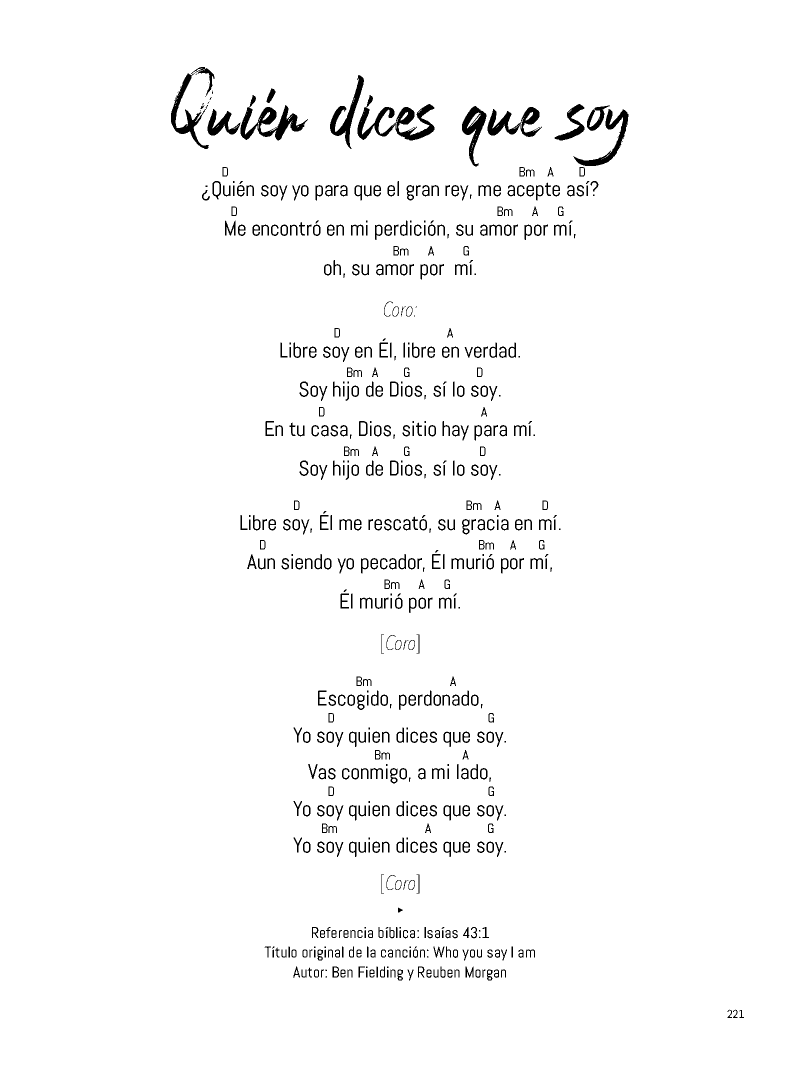 Quién dices que soy
D Bm A D
¿Quién soy yo para que el gran rey, me acepte así?
D Bm A G
Me encontró en mi perdición, su amor por mí,
Bm A G
oh, su amor por mí.
Coro:
D A
Libre soy en Él, libre en verdad.
Bm A G D
Soy hijo de Dios, sí lo soy.
D A
En tu casa, Dios, sitio hay para mí.
Bm A G D
Soy hijo de Dios, sí lo soy.
D Bm A D
Libre soy, Él me rescató, su gracia en mí.
D Bm A G
Aun siendo yo pecador, Él murió por mí,
Bm A G
Él murió por mí.
[Coro]
Bm A
Escogido, perdonado,
D G
Yo soy quien dices que soy.
Bm A
Vas conmigo, a mi lado,
D G
Yo soy quien dices que soy.
Bm A G
Yo soy quien dices que soy.
[Coro]
Referencia bíblica: Isaías 43:1
Título original de la canción: Who you say I am
Autor: Ben Fielding y Reuben Morgan
221